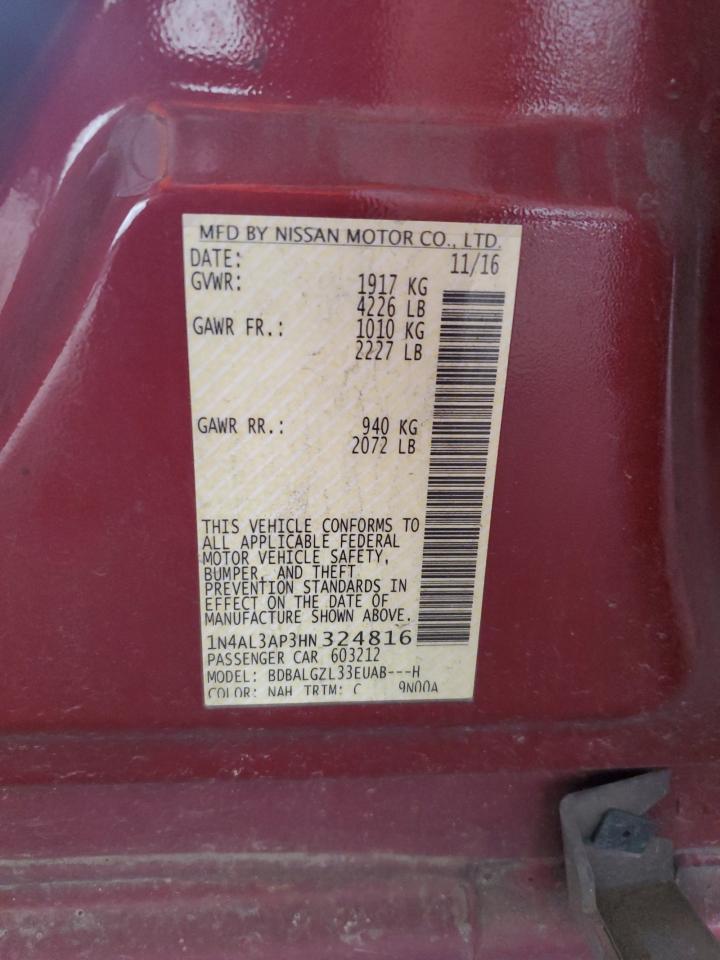 MFD BY NISSAN MOTOR CO., LTD.
DATE: 11/16
GVWR: 1917 KG
4226 LB
GAWR FR.: 1010 KG
2227 LB
GAWR RR.: 940 KG
2072 LB
THIS VEHICLE CONFORMS TO
ALL APPLICABLE FEDERAL
MOTOR VEHICLE SAFETY,
BUMPER, AND THEFT
PREVENTION STANDARDS IN
EFFECT ON THE DATE OF
MANUFACTURE SHOWN ABOVE.
1N4AL3AP3HN324816
PASSENGER CAR 603212
MODEL: BDBALGZL33EUAB---H
COLOR: NAH TRIM: C 9N00A